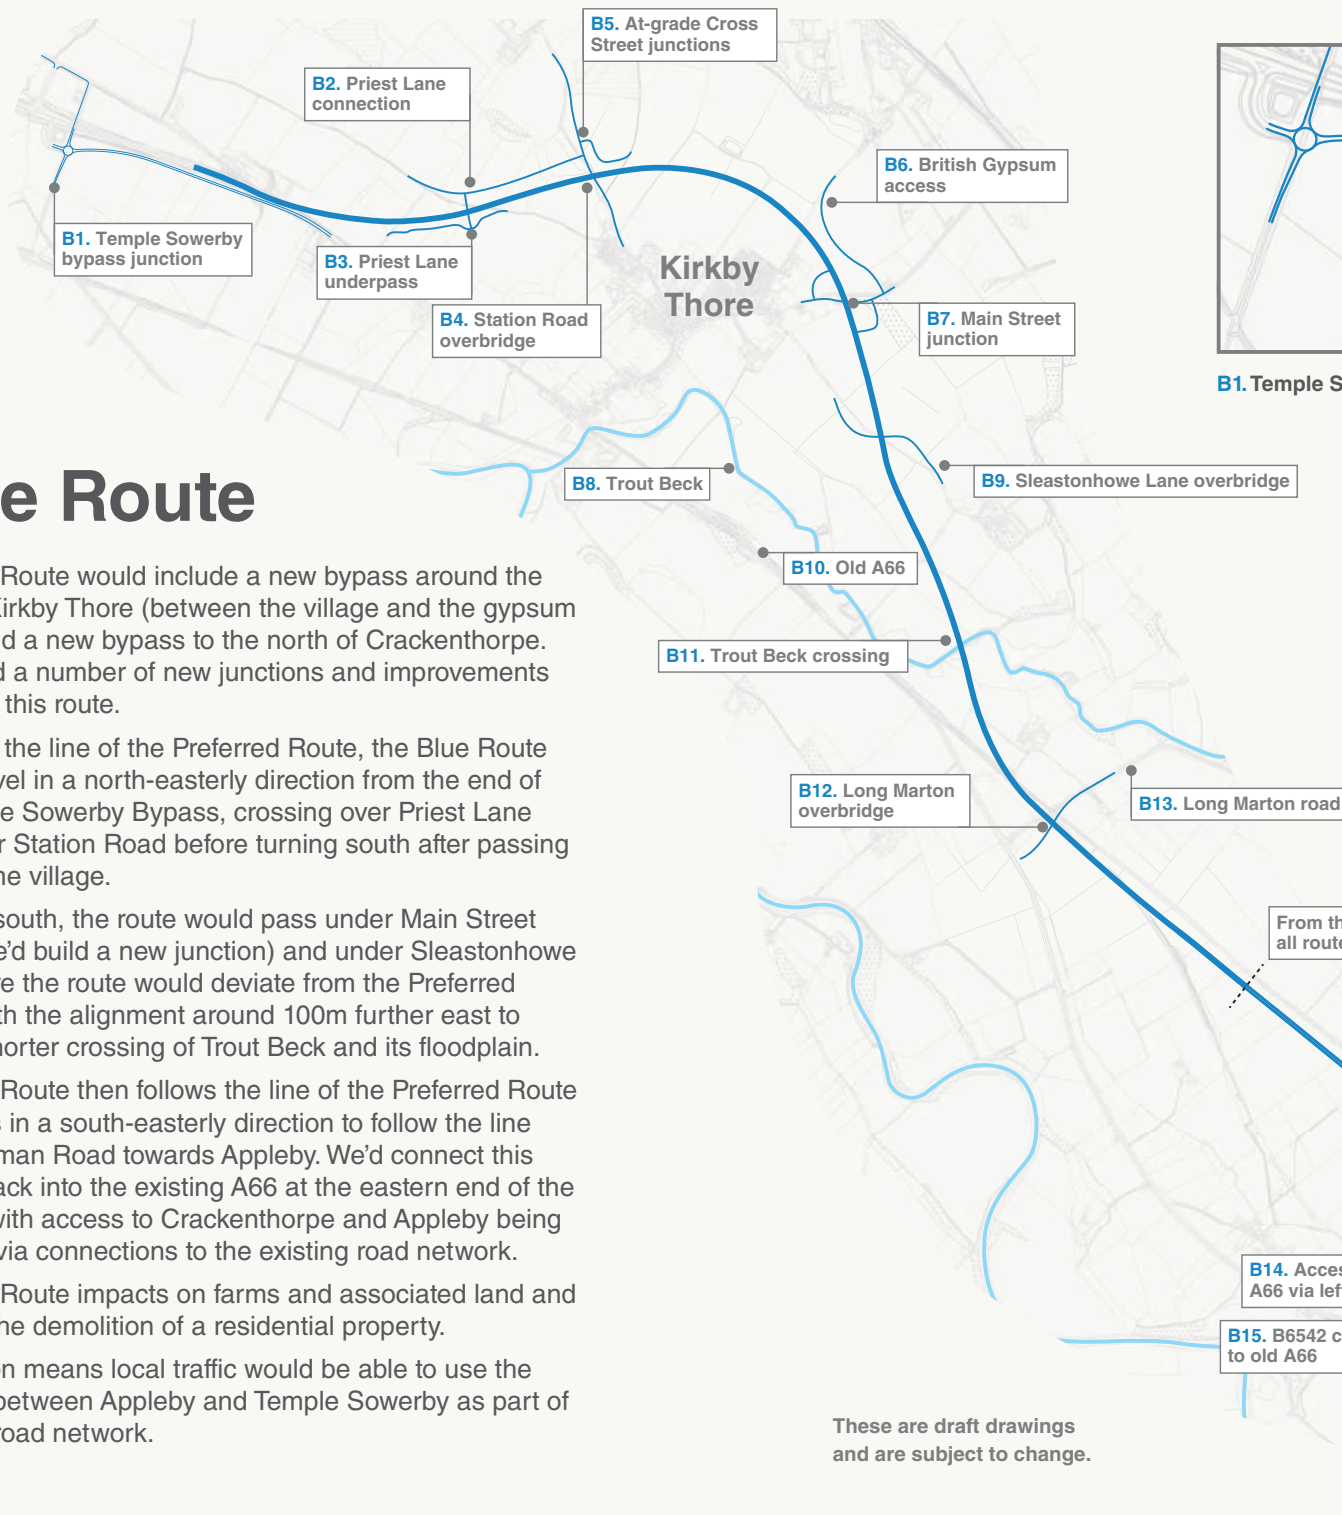 B5. At-grade Cross
Street junctions
B2. Priest Lane
connection
B6. British Gypsum
access
B1. Temple Sowerby
bypass junction
B3. Priest Lane
underpass
Kirkby
Thore
B4. Station Road
overbridge
B7. Main Street
junction
B1. Temple S
B8. Trout Beck
B9. Sleastonhowe Lane overbridge
B10. Old A66
B11. Trout Beck crossing
B12. Long Marton
overbridge
B13. Long Marton road
From th
all route
B14. Acces
A66 via lef
B15. B6542 c
to old A66
These are draft drawings
and are subject to change.
e Route
Route would include a new bypass around the
Kirkby Thore (between the village and the gypsum
d a new bypass to the north of Crackenthorpe.
d a number of new junctions and improvements
this route.
the line of the Preferred Route, the Blue Route
vel in a north-easterly direction from the end of
e Sowerby Bypass, crossing over Priest Lane
r Station Road before turning south after passing
he village.
south, the route would pass under Main Street
e’d build a new junction) and under Sleastonhowe
re the route would deviate from the Preferred
th the alignment around 100m further east to
horter crossing of Trout Beck and its floodplain.
Route then follows the line of the Preferred Route
s in a south-easterly direction to follow the line
man Road towards Appleby. We’d connect this
ack into the existing A66 at the eastern end of the
with access to Crackenthorpe and Appleby being
via connections to the existing road network.
Route impacts on farms and associated land and
he demolition of a residential property.
on means local traffic would be able to use the
between Appleby and Temple Sowerby as part of
road network.